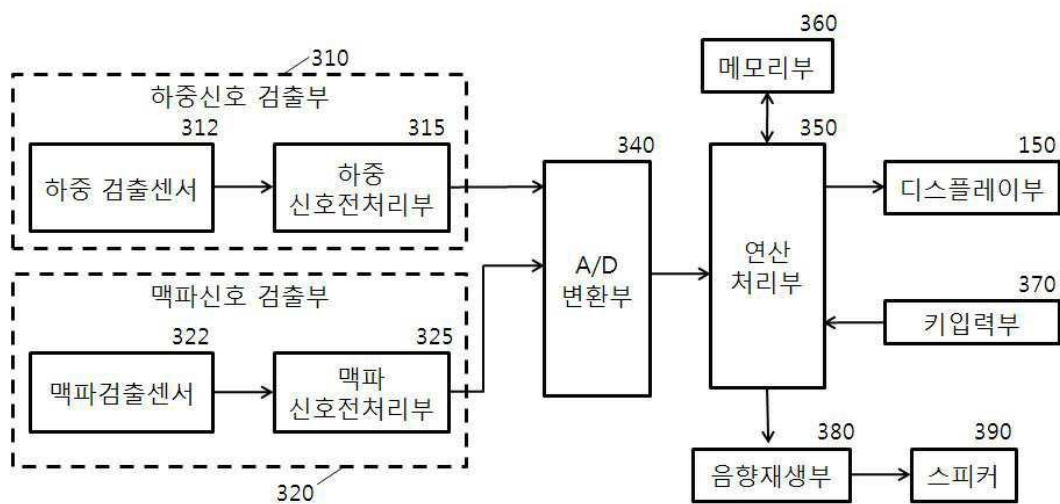 310
하중신호 검출부
312
315
하중 검출센서
하중
신호전처리부
맥파신호 검출부
322
325
맥파검출센서
맥파
신호전처리부
320
340
A/D
변환부
360
메모리부
350
연산
처리부
150
디스플레이부
370
키입력부
380
음향재생부
390
스피커